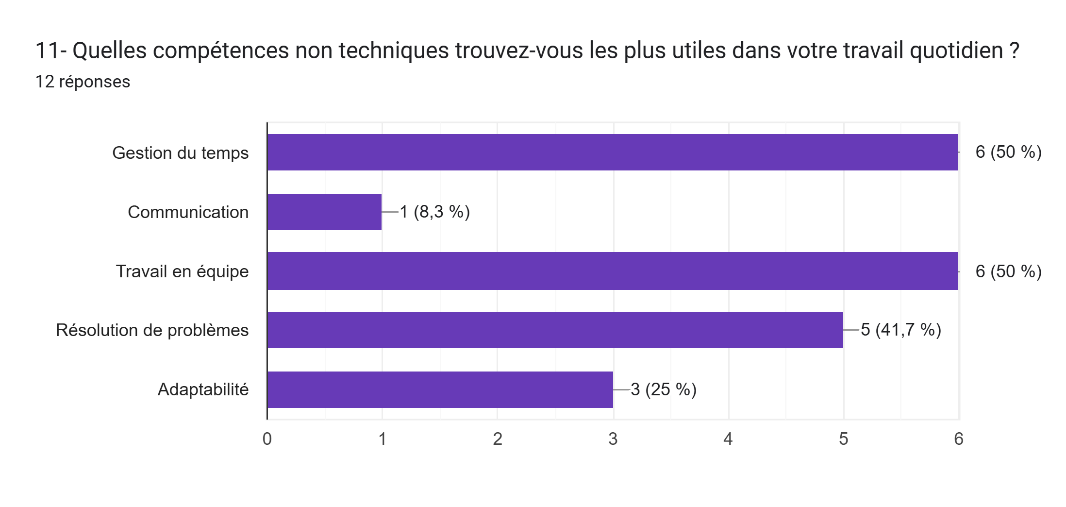 11- Quelles compétences non techniques trouvez-vous les plus utiles dans votre travail quotidien ?
12 réponses
Gestion du temps 6 (50 %)
Communication 1 (8,3 %)
Travail en équipe 6 (50 %)
Résolution de problèmes 5 (41,7 %)
Adaptabilité 3 (25 %)
0 1 2 3 4 5 6